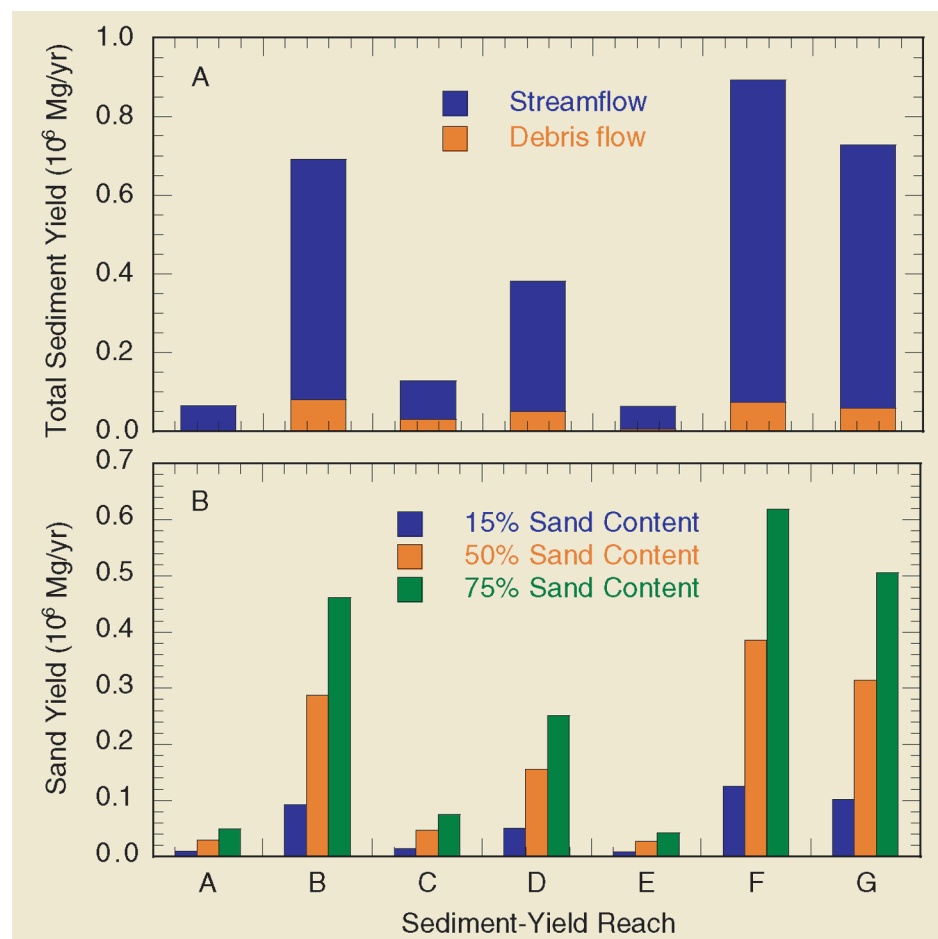 A
Streamflow
Debris flow
Total Sediment Yield (10⁶ Mg/yr)
1.0
0.8
0.6
0.4
0.2
0.0
B
15% Sand Content
50% Sand Content
75% Sand Content
Sand Yield (10⁶ Mg/yr)
0.7
0.6
0.5
0.4
0.3
0.2
0.1
0.0
A B C D E F G
Sediment-Yield Reach